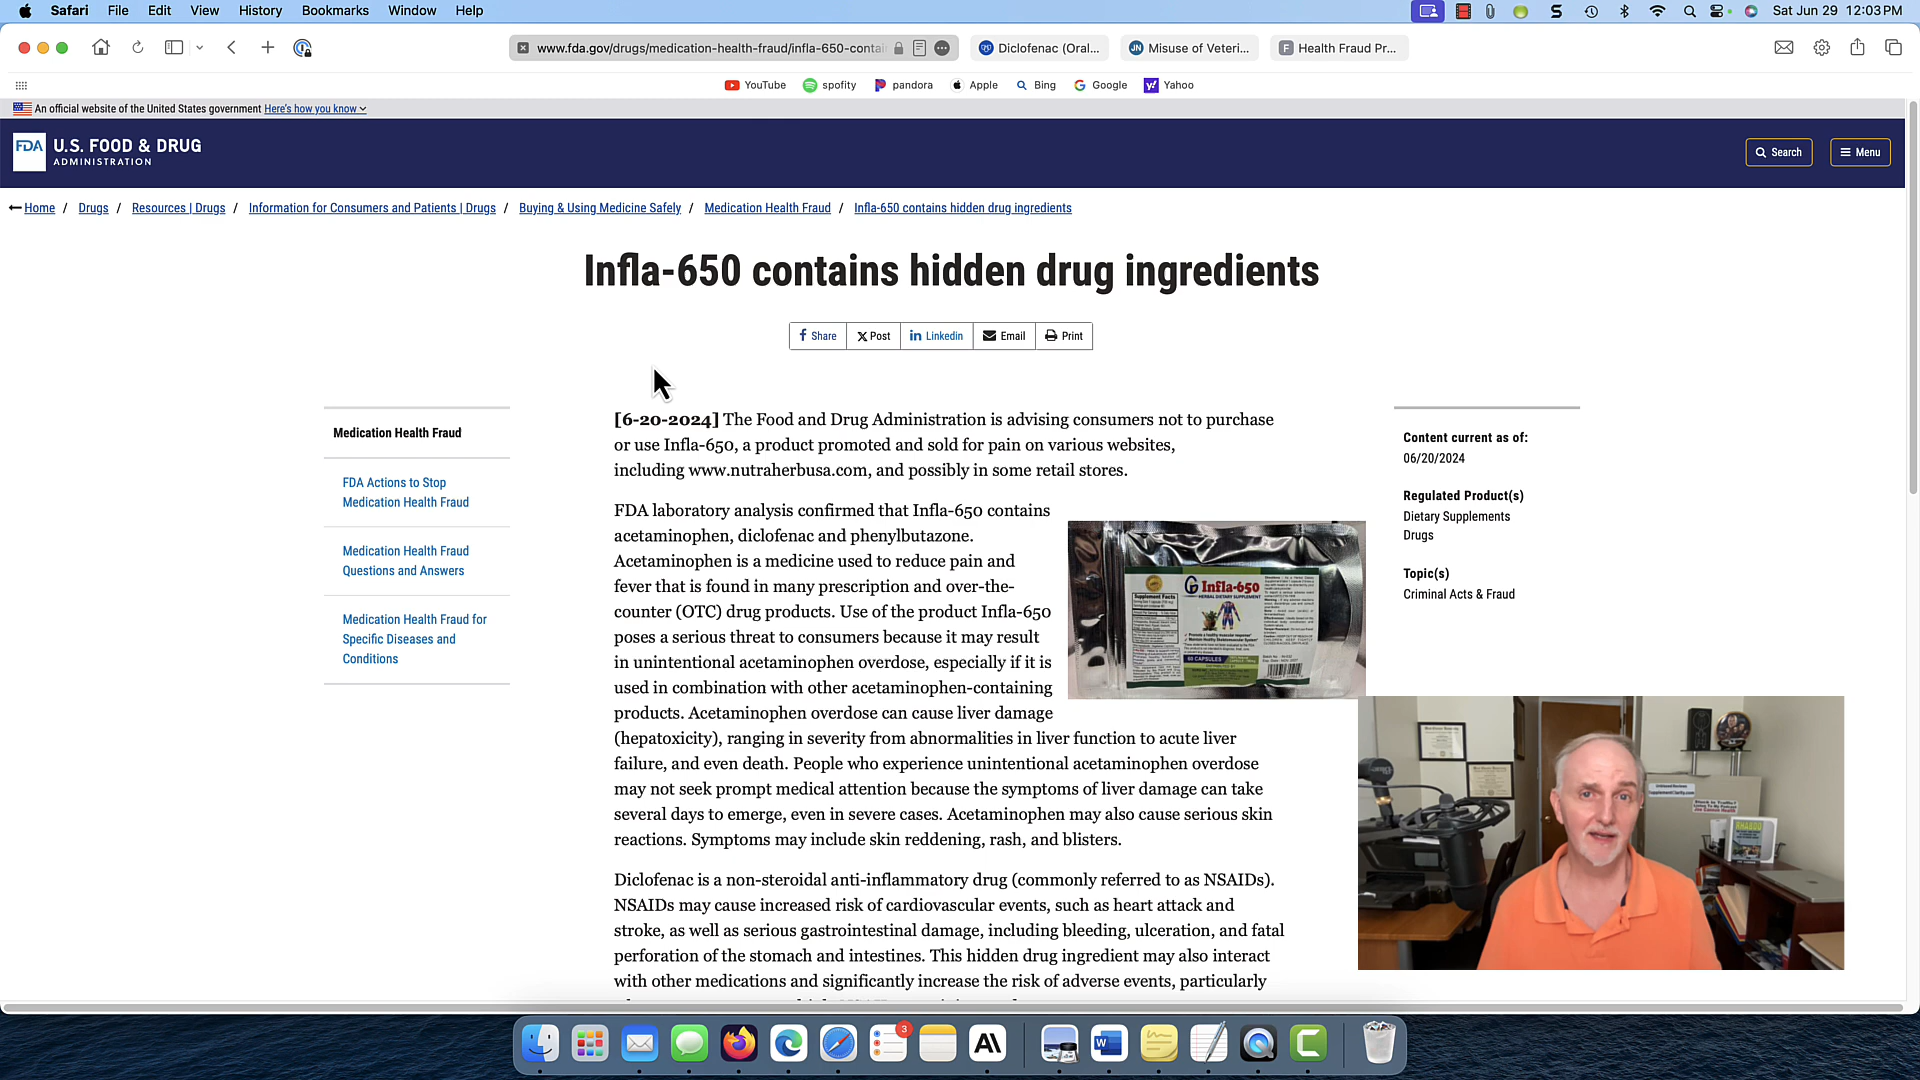 Safari File Edit View History Bookmarks Window Help
Sat Jun 29 12:03 PM
www.fda.gov/drugs/medication-health-fraud/infla-650-contai
Diclofenac (Oral...
JN Misuse of Veteri...
F Health Fraud Pr...
YouTube spofity pandora Apple Bing Google Yahoo
An official website of the United States government Here's how you know
FDA U.S. FOOD & DRUG
ADMINISTRATION
Search
Menu
Home / Drugs / Resources | Drugs / Information for Consumers and Patients | Drugs / Buying & Using Medicine Safely / Medication Health Fraud / Infla-650 contains hidden drug ingredients
Infla-650 contains hidden drug ingredients
Share Post Linkedin Email Print
Medication Health Fraud
FDA Actions to Stop
Medication Health Fraud
Medication Health Fraud
Questions and Answers
Medication Health Fraud for
Specific Diseases and
Conditions
[6-20-2024] The Food and Drug Administration is advising consumers not to purchase
or use Infla-650, a product promoted and sold for pain on various websites,
including www.nutraherbusa.com, and possibly in some retail stores.
FDA laboratory analysis confirmed that Infla-650 contains
acetaminophen, diclofenac and phenylbutazone.
Acetaminophen is a medicine used to reduce pain and
fever that is found in many prescription and over-the-
counter (OTC) drug products. Use of the product Infla-650
poses a serious threat to consumers because it may result
in unintentional acetaminophen overdose, especially if it is
used in combination with other acetaminophen-containing
products. Acetaminophen overdose can cause liver damage
(hepatoxicity), ranging in severity from abnormalities in liver function to acute liver
failure, and even death. People who experience unintentional acetaminophen overdose
may not seek prompt medical attention because the symptoms of liver damage can take
several days to emerge, even in severe cases. Acetaminophen may also cause serious skin
reactions. Symptoms may include skin reddening, rash, and blisters.
Diclofenac is a non-steroidal anti-inflammatory drug (commonly referred to as NSAIDs).
NSAIDs may cause increased risk of cardiovascular events, such as heart attack and
stroke, as well as serious gastrointestinal damage, including bleeding, ulceration, and fatal
perforation of the stomach and intestines. This hidden drug ingredient may also interact
with other medications and significantly increase the risk of adverse events, particularly
Supplement Facts
Infla-650
HERBAL DIETARY SUPPLEMENT
60 CAPSULES
Content current as of:
06/20/2024
Regulated Product(s)
Dietary Supplements
Drugs
Topic(s)
Criminal Acts & Fraud
3